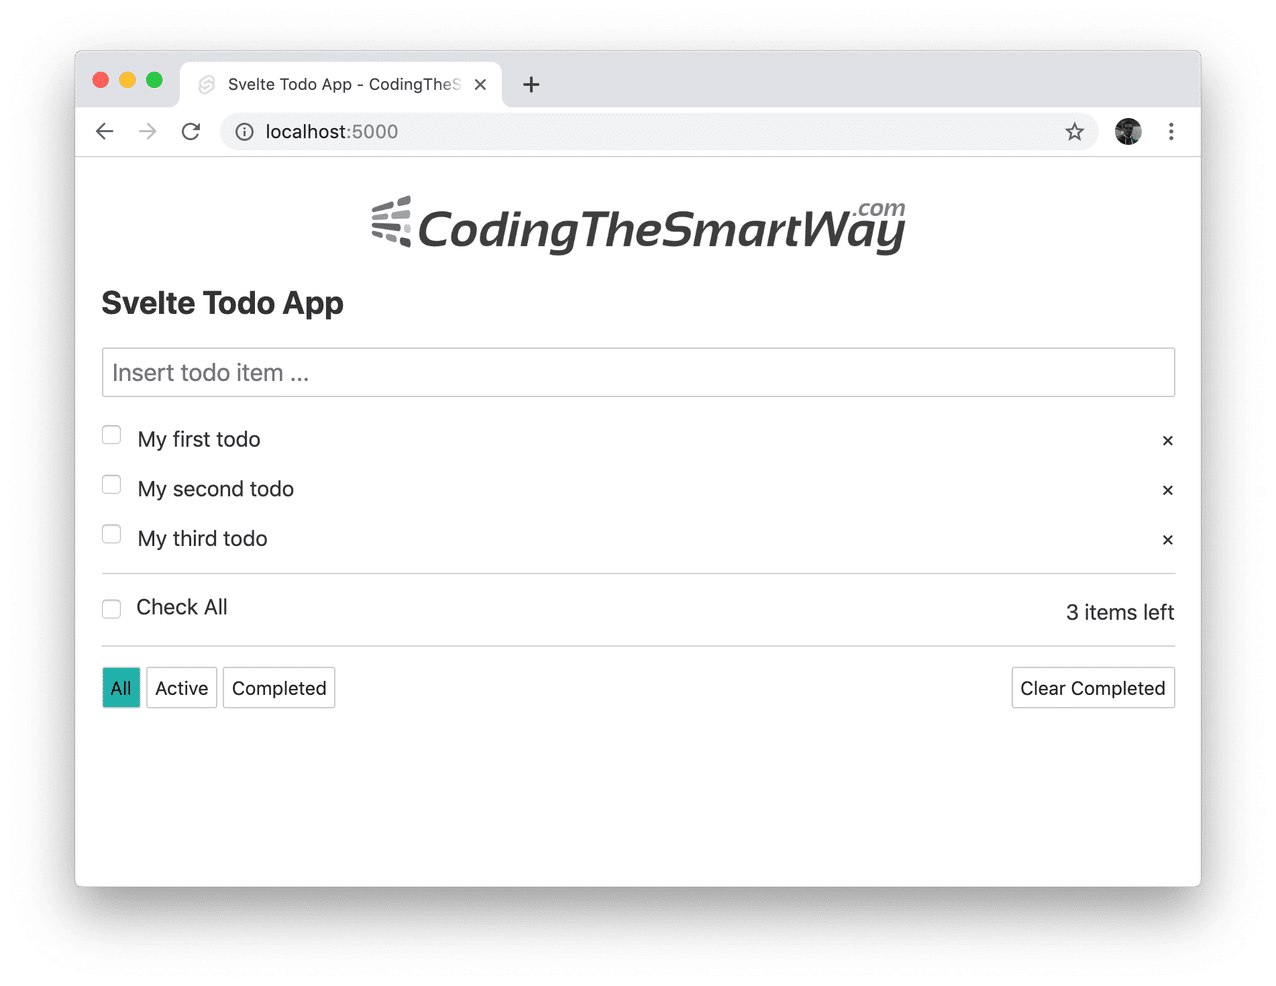 Svelte Todo App - CodingTheS
localhost:5000
CodingTheSmartWay.com
Svelte Todo App
Insert todo item ...
My first todo ×
My second todo ×
My third todo ×
Check All 3 items left
All Active Completed Clear Completed